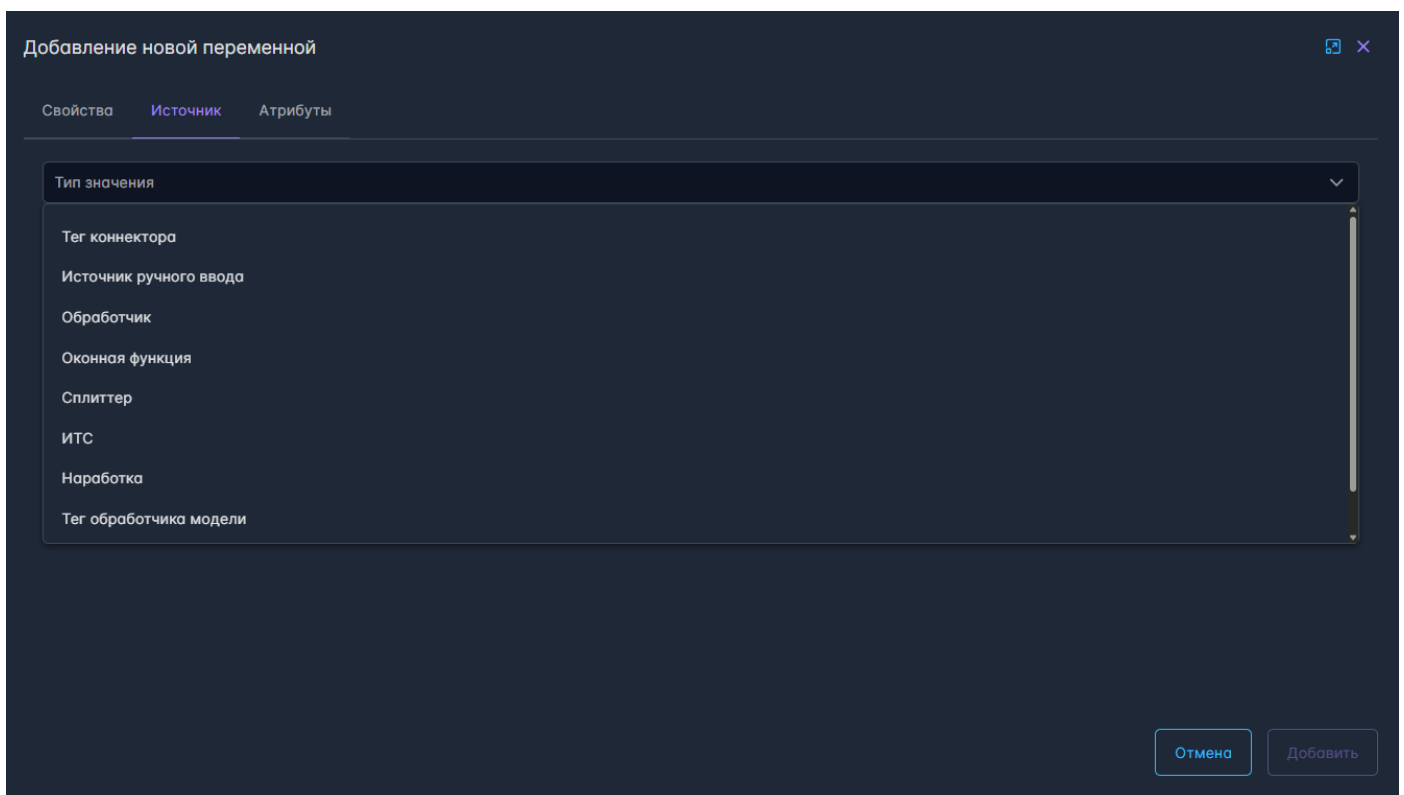 Добавление новой переменной
Свойства Источник Атрибуты
Тип значения
Тег коннектора
Источник ручного ввода
Обработчик
Оконная функция
Сплиттер
ИТС
Наработка
Тег обработчика модели
Отмена Добавить